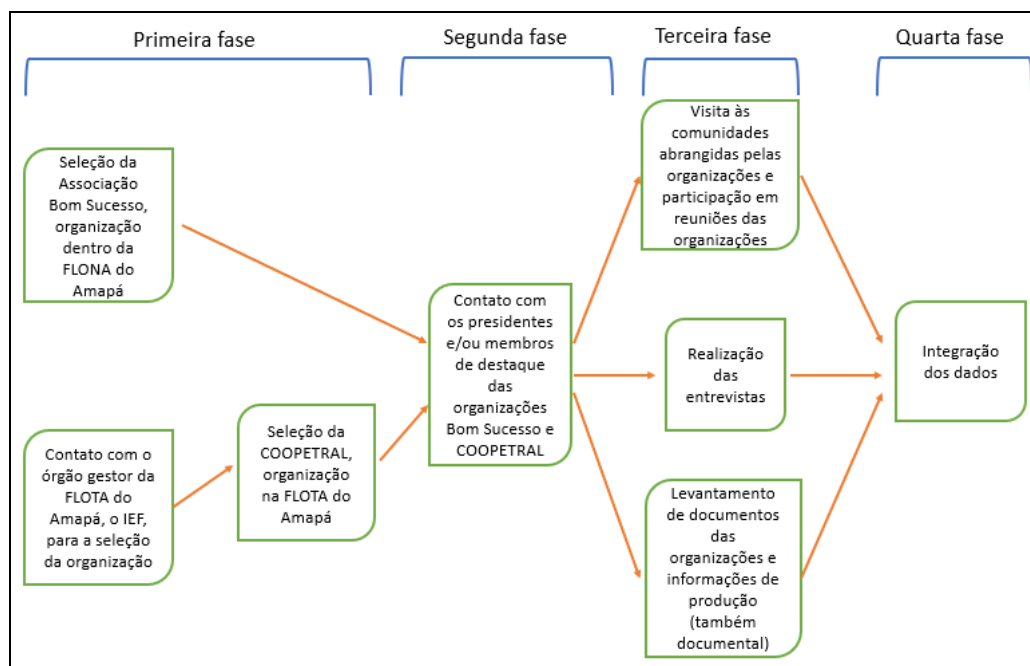 Primeira fase
Segunda fase
Terceira fase
Quarta fase
Seleção da
Associação
Bom Sucesso,
organização
dentro da
FLONA do
Amapá
Contato com o
órgão gestor da
FLOTA do
Amapá, o IEF,
para a seleção
da organização
Seleção da
COOPETRAL,
organização
na FLOTA do
Amapá
Contato com
os presidentes
e/ou membros
de destaque
das
organizações
Bom Sucesso e
COOPETRAL
Visita às
comunidades
abrangidas pelas
organizações e
participação em
reuniões das
organizações
Realização
das
entrevistas
Levantamento
de documentos
das
organizações e
informações de
produção
(também
documental)
Integração
dos dados